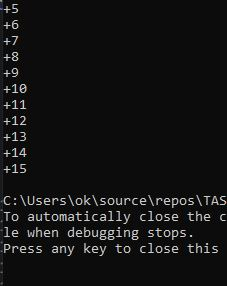 +5
+6
+7
+8
+9
+10
+11
+12
+13
+14
+15
C:\Users\ok\source\repos\TAS
To automatically close the c
le when debugging stops.
Press any key to close this